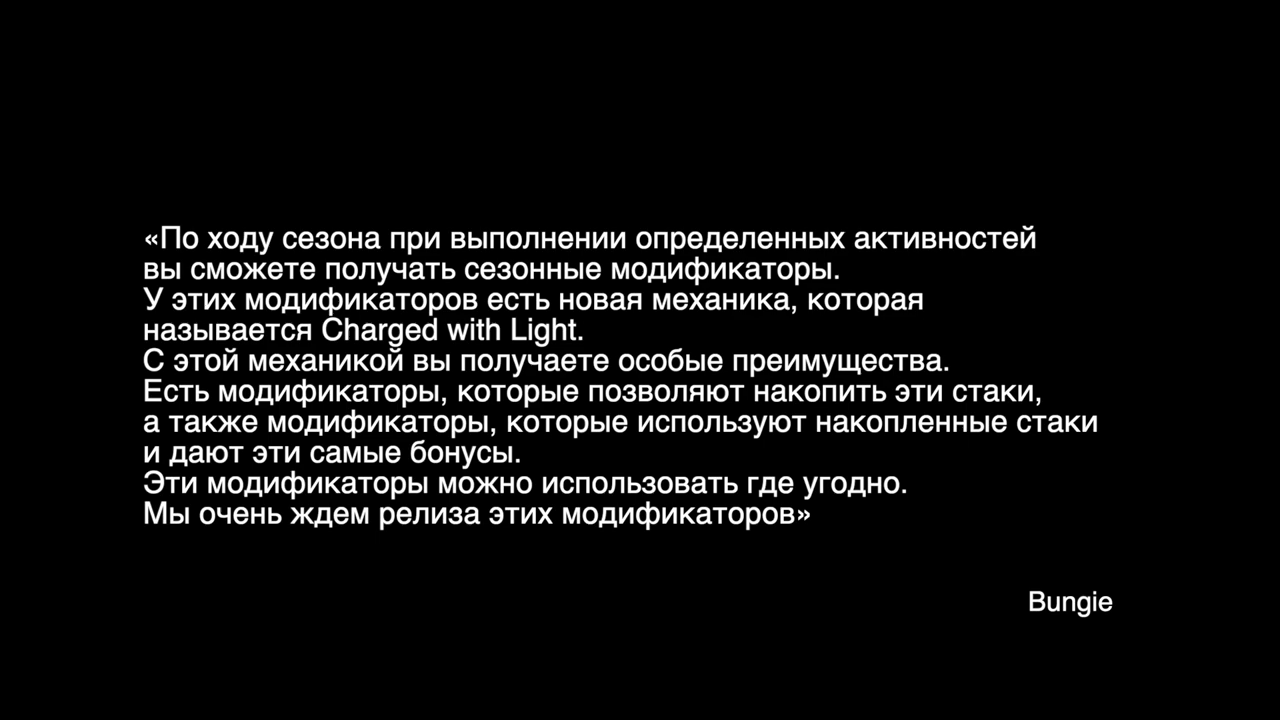 «По ходу сезона при выполнении определенных активностей
вы сможете получать сезонные модификаторы.
У этих модификаторов есть новая механика, которая
называется Charged with Light.
С этой механикой вы получаете особые преимущества.
Есть модификаторы, которые позволяют накопить эти стаки,
а также модификаторы, которые используют накопленные стаки
и дают эти самые бонусы.
Эти модификаторы можно использовать где угодно.
Мы очень ждем релиза этих модификаторов»
Bungie